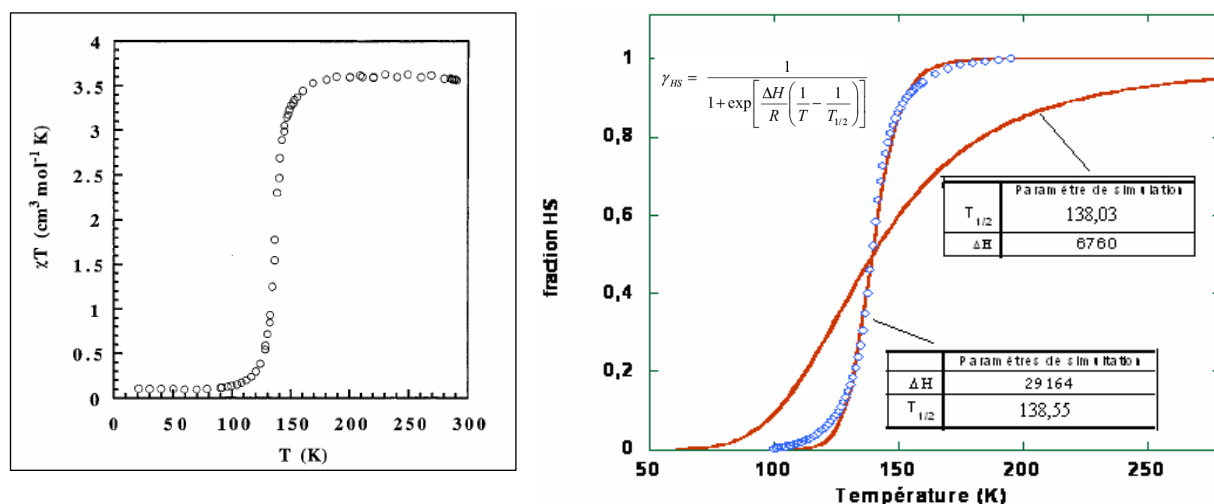 4
3.5
3
2.5
2
1.5
1
0.5
0
χT (cm³ mol⁻¹ K)
0 50 100 150 200 250 300
T (K)
1
0,8
0,6
0,4
0,2
0
fraction HS
γHS = 1 / 1 + exp[ΔH/R (1/T − 1/T1/2)]
Paramètre de simulation
T1/2 138,03
ΔH 6760
Paramètres de simultation
ΔH 29164
T1/2 138,55
50 100 150 200 250
Température (K)